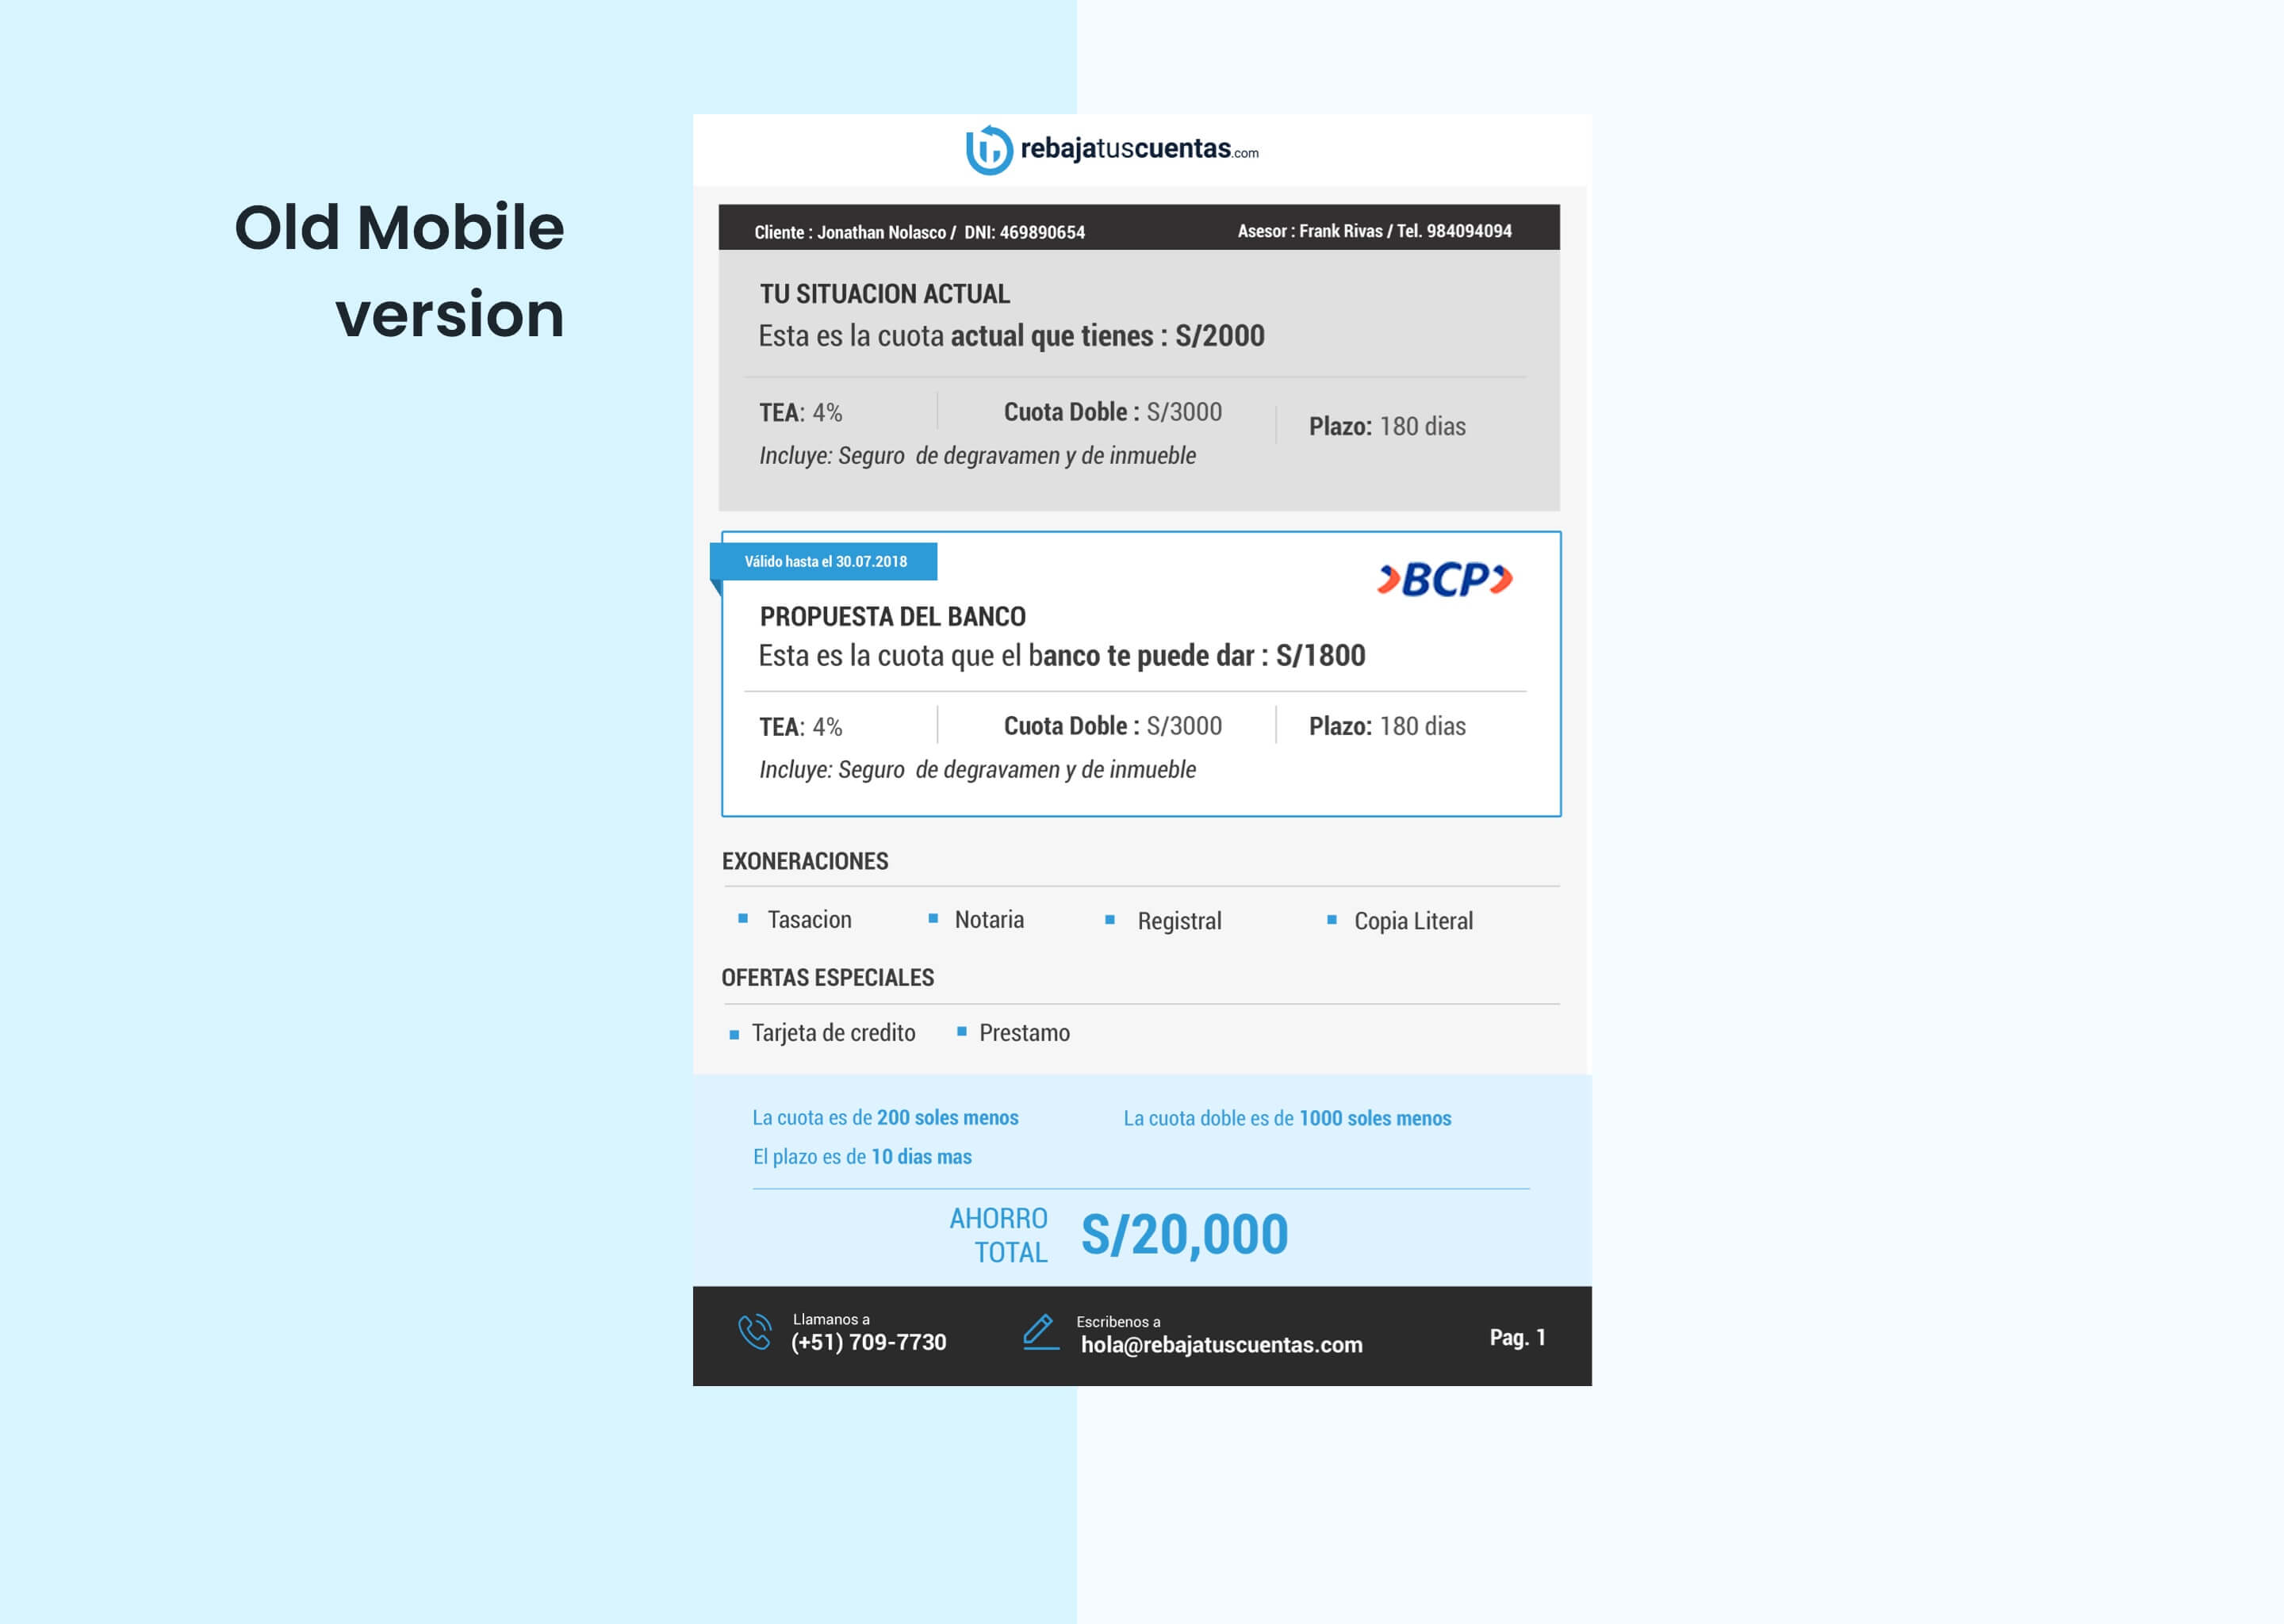 Old Mobile
version
rebajatuscuentas.com
Cliente : Jonathan Nolasco / DNI: 469890654
Asesor : Frank Rivas / Tel. 984094094
TU SITUACION ACTUAL
Esta es la cuota actual que tienes : S/2000
TEA: 4%
Cuota Doble : S/3000
Plazo: 180 dias
Incluye: Seguro de degravamen y de inmueble
Válido hasta el 30.07.2018
BCP
PROPUESTA DEL BANCO
Esta es la cuota que el banco te puede dar : S/1800
TEA: 4%
Cuota Doble : S/3000
Plazo: 180 dias
Incluye: Seguro de degravamen y de inmueble
EXONERACIONES
Tasacion
Notaria
Registral
Copia Literal
OFERTAS ESPECIALES
Tarjeta de credito
Prestamo
La cuota es de 200 soles menos
La cuota doble es de 1000 soles menos
El plazo es de 10 dias mas
AHORRO
TOTAL
S/20,000
Llamanos a
(+51) 709-7730
Escribenos a
hola@rebajatuscuentas.com
Pag. 1